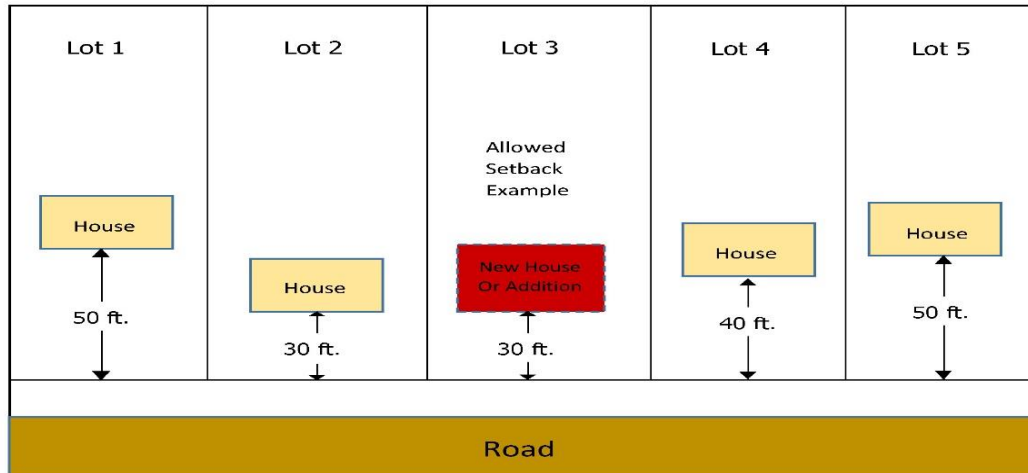 Lot 1
Lot 2
Lot 3
Lot 4
Lot 5
Allowed
Setback
Example
House
House
New House
Or Addition
House
House
50 ft.
30 ft.
30 ft.
40 ft.
50 ft.
Road